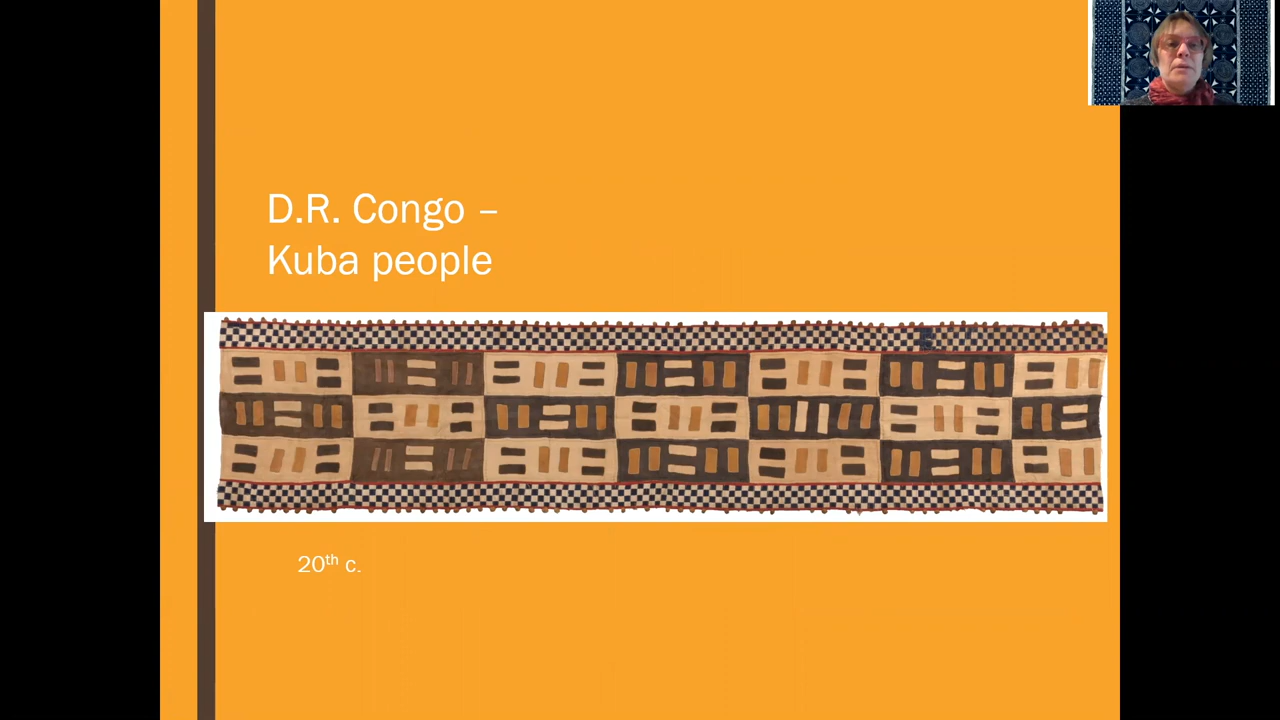 D.R. Congo –
Kuba people
20th c.